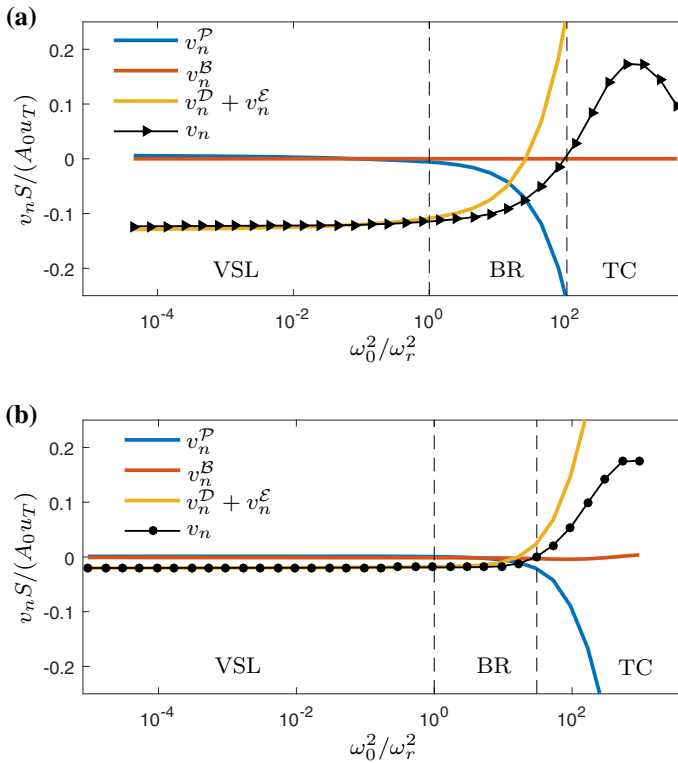 (a)
0.2
0.1
0
-0.1
-0.2
v_n S/(A_0 u_T)
v_n^𝒫
v_n^ℬ
v_n^𝒟 + v_n^ℰ
v_n
VSL
BR
TC
10^-4
10^-2
10^0
10^2
ω_0^2/ω_r^2
(b)
0.2
0.1
0
-0.1
-0.2
v_n S/(A_0 u_T)
v_n^𝒫
v_n^ℬ
v_n^𝒟 + v_n^ℰ
v_n
VSL
BR
TC
10^-4
10^-2
10^0
10^2
ω_0^2/ω_r^2